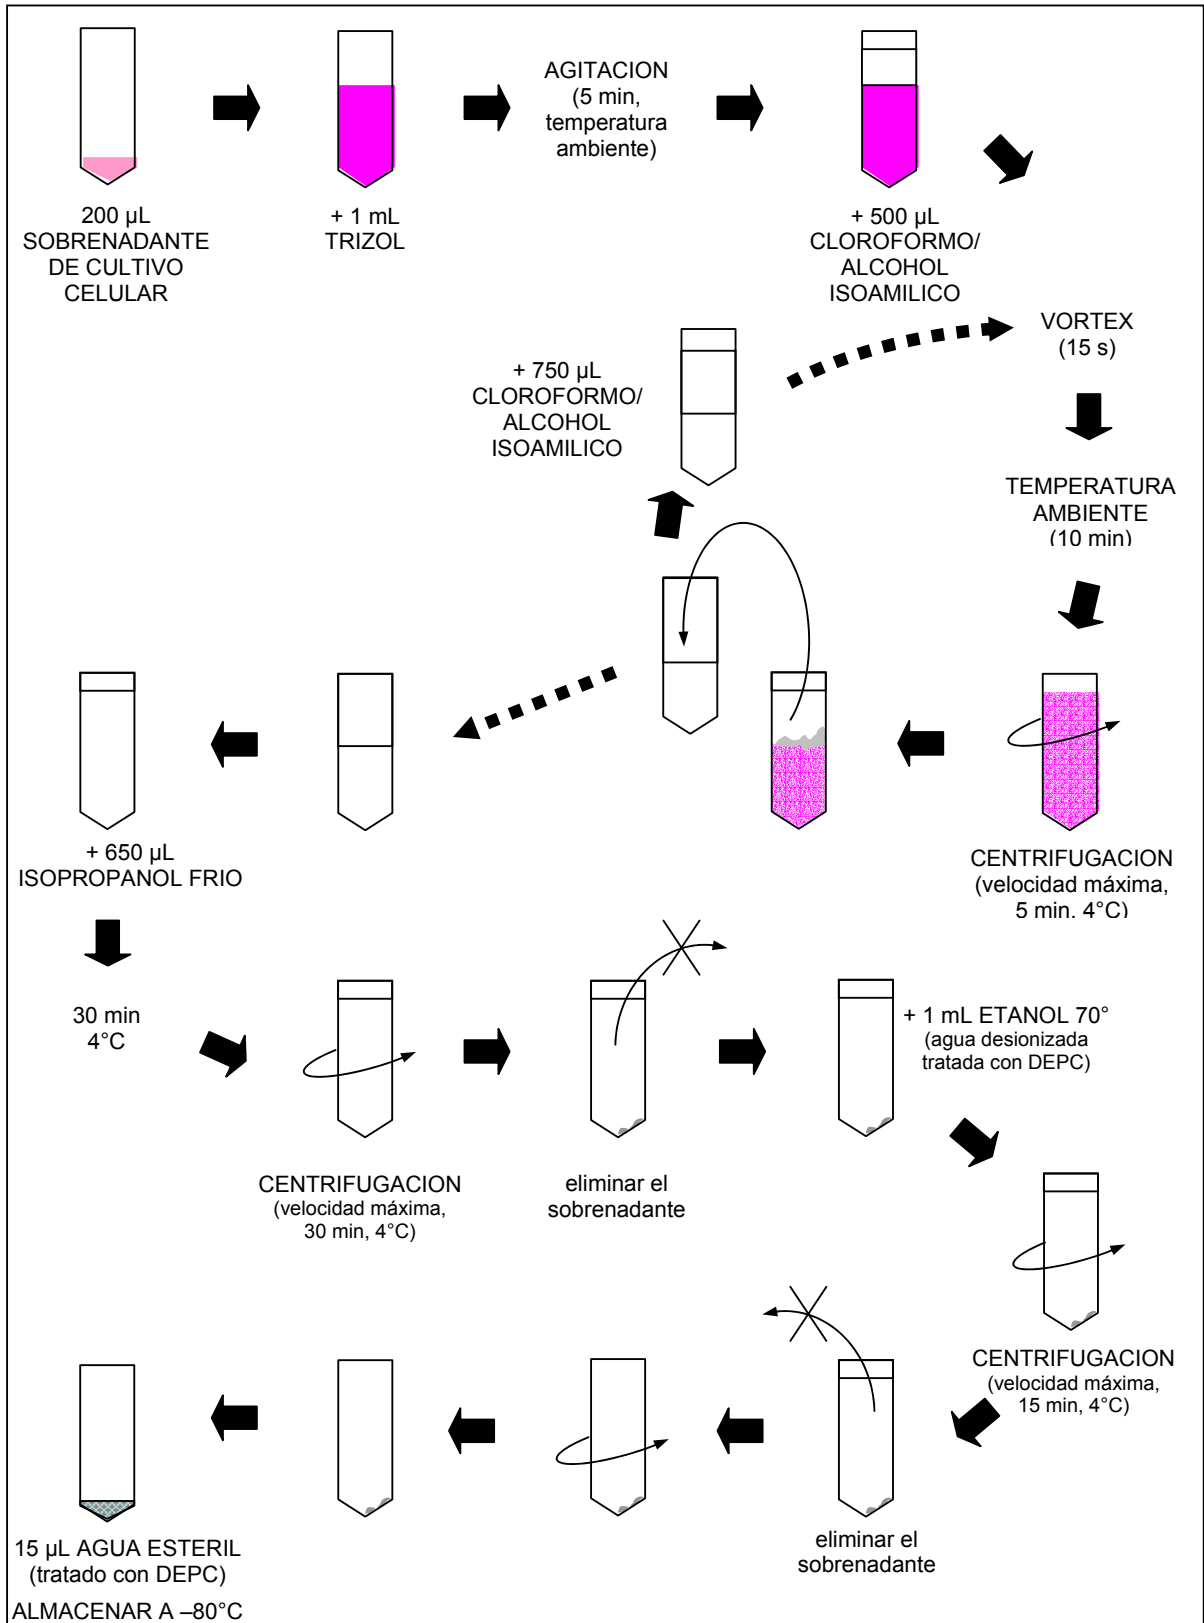 200 µL
SOBRENADANTE
DE CULTIVO
CELULAR
+ 1 mL
TRIZOL
AGITACION
(5 min,
temperatura
ambiente)
+ 500 µL
CLOROFORMO/
ALCOHOL
ISOAMILICO
VORTEX
(15 s)
+ 750 µL
CLOROFORMO/
ALCOHOL
ISOAMILICO
TEMPERATURA
AMBIENTE
(10 min)
CENTRIFUGACION
(velocidad máxima,
5 min. 4°C)
+ 650 µL
ISOPROPANOL FRIO
30 min
4°C
CENTRIFUGACION
(velocidad máxima,
30 min, 4°C)
eliminar el
sobrenadante
+ 1 mL ETANOL 70°
(agua desionizada
tratada con DEPC)
CENTRIFUGACION
(velocidad máxima,
15 min, 4°C)
eliminar el
sobrenadante
15 µL AGUA ESTERIL
(tratado con DEPC)
ALMACENAR A –80°C